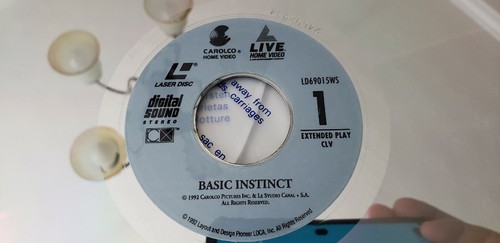 CAROLCO
HOME VIDEO
LIVE
HOME VIDEO
LASER DISC
LD69015WS
digital
SOUND
STEREO
CX
1
EXTENDED PLAY
CLV
away from
carriages
sac en
BASIC INSTINCT
© 1992 CAROLCO PICTURES INC. & LE STUDIO CANAL + S.A.
ALL RIGHTS RESERVED.
© 1992 Layout and Design Pioneer LDCA, Inc. All Rights Reserved.